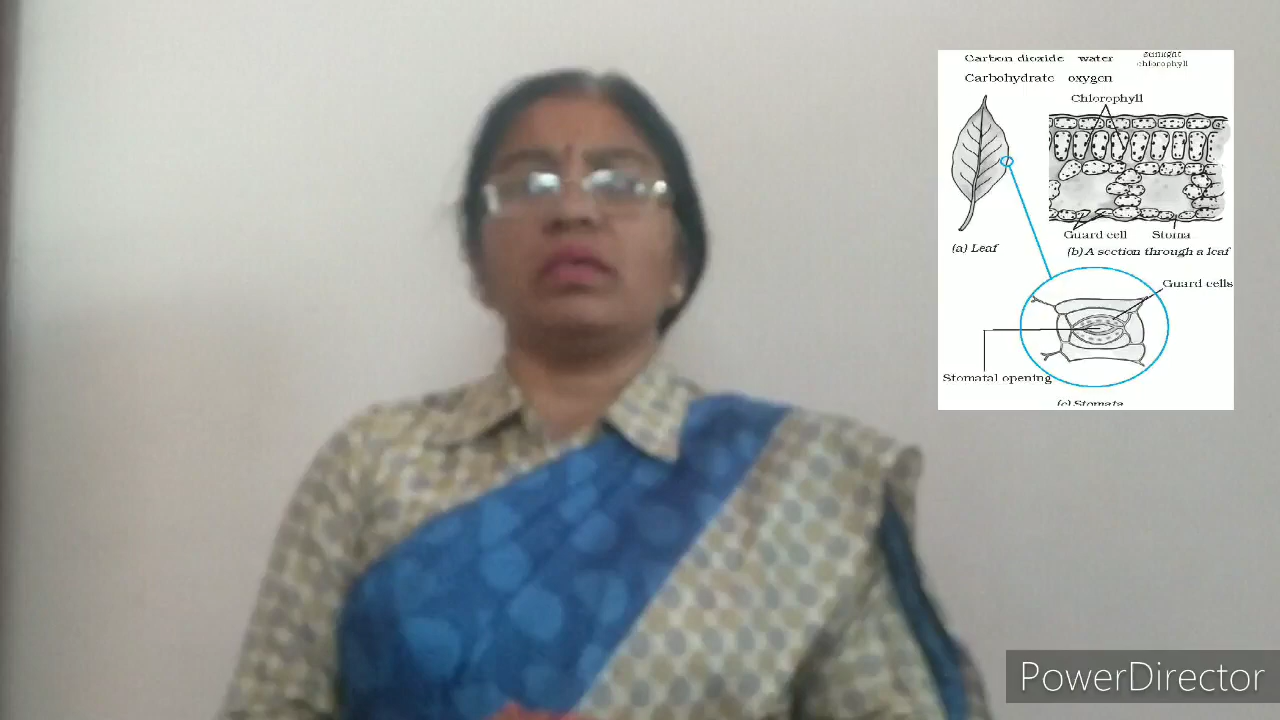 Carbon dioxide water sunlight
chlorophyll
Carbohydrate oxygen
Chlorophyll
Guard cell Stoma
(a) Leaf
(b) A section through a leaf
Guard cells
Stomatal opening
(c) Stomata
PowerDirector